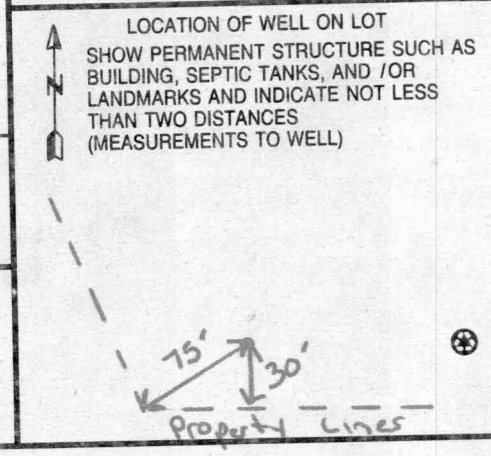 LOCATION OF WELL ON LOT
SHOW PERMANENT STRUCTURE SUCH AS
BUILDING, SEPTIC TANKS, AND /OR
N
LANDMARKS AND INDICATE NOT LESS
THAN TWO DISTANCES
(MEASUREMENTS TO WELL)
75'
30'
Property Lines